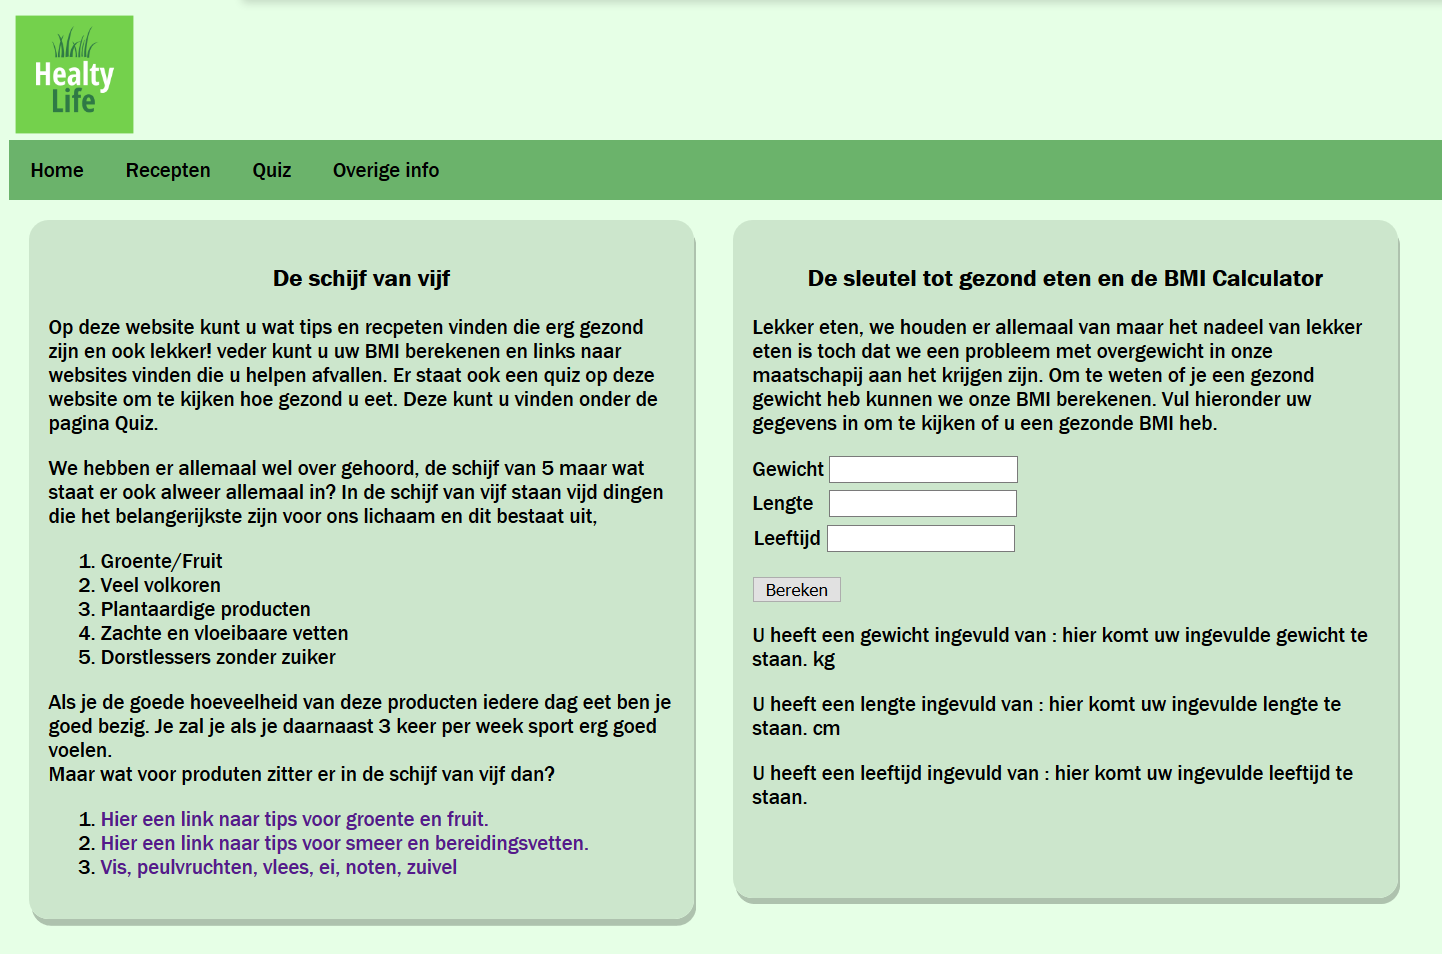 Healty
Life
Home
Recepten
Quiz
Overige info
De schijf van vijf
Op deze website kunt u wat tips en recpeten vinden die erg gezond
zijn en ook lekker! veder kunt u uw BMI berekenen en links naar
websites vinden die u helpen afvallen. Er staat ook een quiz op deze
website om te kijken hoe gezond u eet. Deze kunt u vinden onder de
pagina Quiz.
We hebben er allemaal wel over gehoord, de schijf van 5 maar wat
staat er ook alweer allemaal in? In de schijf van vijf staan vijd dingen
die het belangerijkste zijn voor ons lichaam en dit bestaat uit,
1. Groente/Fruit
2. Veel volkoren
3. Plantaardige producten
4. Zachte en vloeibaare vetten
5. Dorstlessers zonder zuiker
Als je de goede hoeveelheid van deze producten iedere dag eet ben je
goed bezig. Je zal je als je daarnaast 3 keer per week sport erg goed
voelen.
Maar wat voor produten zitter er in de schijf van vijf dan?
1. Hier een link naar tips voor groente en fruit.
2. Hier een link naar tips voor smeer en bereidingsvetten.
3. Vis, peulvruchten, vlees, ei, noten, zuivel
De sleutel tot gezond eten en de BMI Calculator
Lekker eten, we houden er allemaal van maar het nadeel van lekker
eten is toch dat we een probleem met overgewicht in onze
maatschapij aan het krijgen zijn. Om te weten of je een gezond
gewicht heb kunnen we onze BMI berekenen. Vul hieronder uw
gegevens in om te kijken of u een gezonde BMI heb.
Gewicht
Lengte
Leeftijd
Bereken
U heeft een gewicht ingevuld van : hier komt uw ingevulde gewicht te
staan. kg
U heeft een lengte ingevuld van : hier komt uw ingevulde lengte te
staan. cm
U heeft een leeftijd ingevuld van : hier komt uw ingevulde leeftijd te
staan.